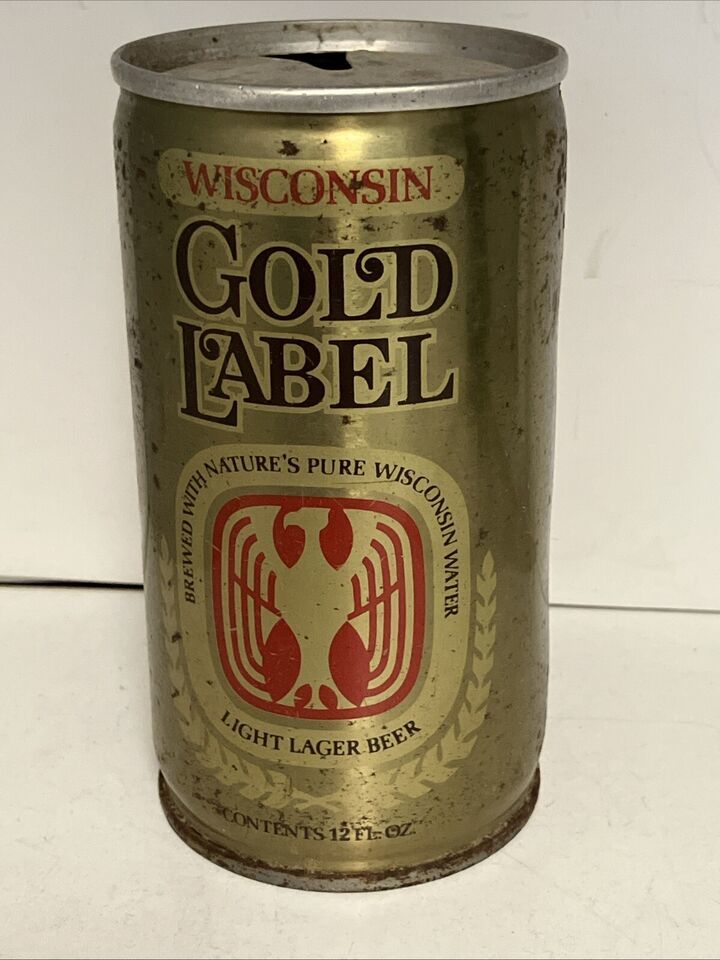 WISCONSIN
GOLD
LABEL
BREWED WITH NATURE'S PURE WISCONSIN WATER
LIGHT LAGER BEER
CONTENTS 12 FL. OZ.